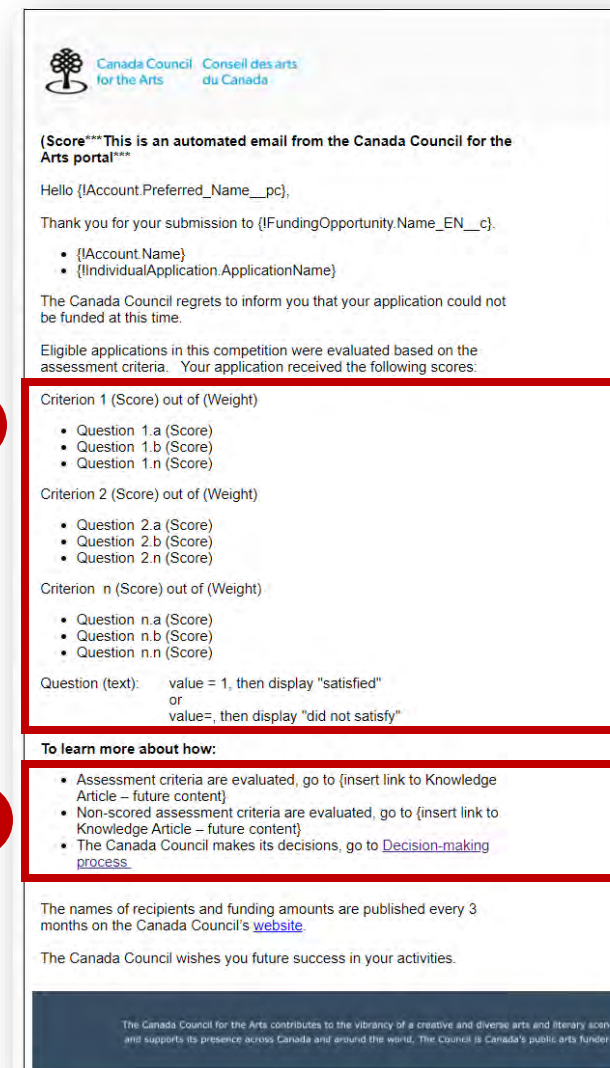 Canada Council Conseil des arts
for the Arts du Canada
(Score***This is an automated email from the Canada Council for the
Arts portal***
Hello {!Account.Preferred_Name__pc},
Thank you for your submission to {!FundingOpportunity.Name_EN__c}.
• {!Account.Name}
• {!IndividualApplication.ApplicationName}
The Canada Council regrets to inform you that your application could not
be funded at this time.
Eligible applications in this competition were evaluated based on the
assessment criteria. Your application received the following scores:
Criterion 1 (Score) out of (Weight)
• Question 1.a (Score)
• Question 1.b (Score)
• Question 1.n (Score)
Criterion 2 (Score) out of (Weight)
• Question 2.a (Score)
• Question 2.b (Score)
• Question 2.n (Score)
Criterion n (Score) out of (Weight)
• Question n.a (Score)
• Question n.b (Score)
• Question n.n (Score)
Question (text): value = 1, then display "satisfied"
or
value=, then display "did not satisfy"
To learn more about how:
• Assessment criteria are evaluated, go to {insert link to Knowledge
Article – future content}
• Non-scored assessment criteria are evaluated, go to {insert link to
Knowledge Article – future content}
• The Canada Council makes its decisions, go to Decision-making
process
The names of recipients and funding amounts are published every 3
months on the Canada Council's website.
The Canada Council wishes you future success in your activities.
The Canada Council for the Arts contributes to the vibrancy of a creative and diverse arts and literary scen
and supports its presence across Canada and around the world. The Council is Canada's public arts funder